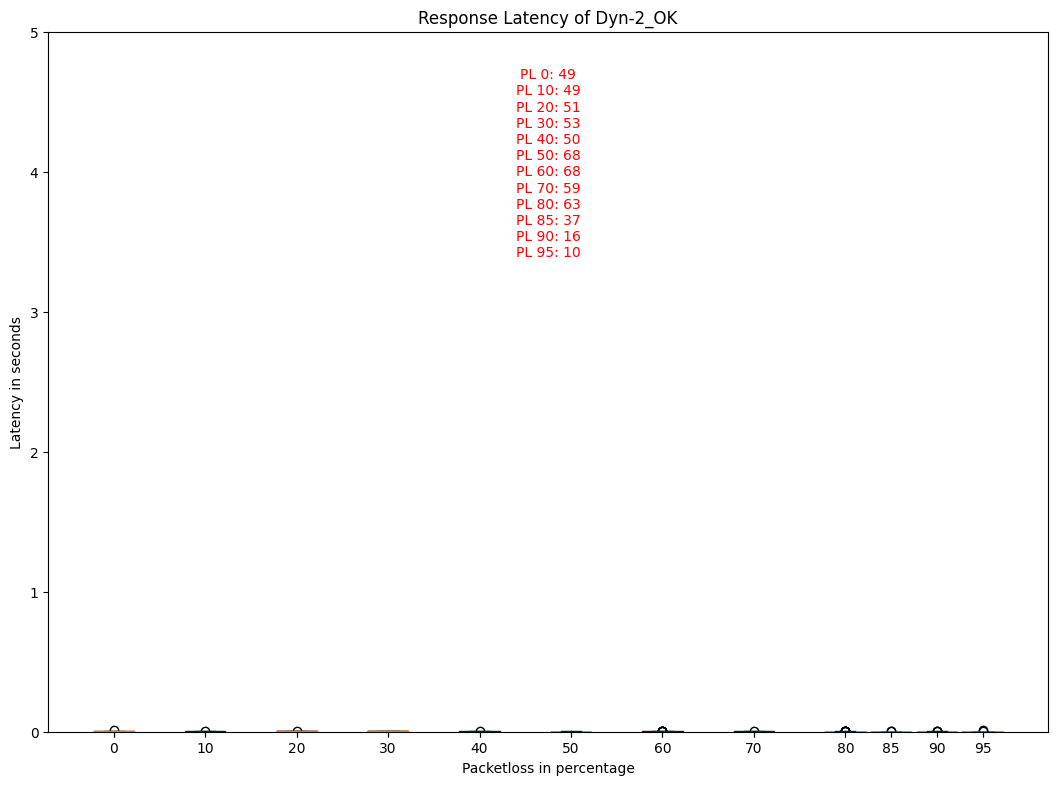 Response Latency of Dyn-2_OK
5
PL 0: 49
PL 10: 49
PL 20: 51
PL 30: 53
PL 40: 50
PL 50: 68
PL 60: 68
PL 70: 59
PL 80: 63
PL 85: 37
PL 90: 16
PL 95: 10
4
3
2
1
0
Latency in seconds
0 10 20 30 40 50 60 70 80 85 90 95
Packetloss in percentage